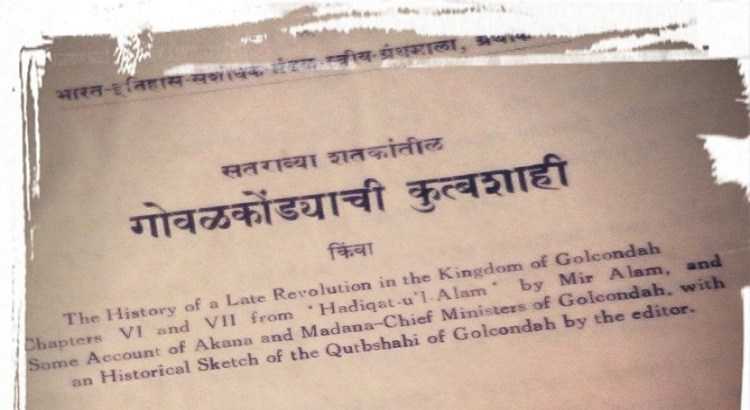 भारत-इतिहास-संशोधक-मंडळ-स्वीय-ग्रंथमाला,
सतराव्या शतकांतील
गोवळकोंड्याची कुत्बशाही
किंवा
The History of a Late Revolution in the Kingdom of Golcondah
Chapters VI and VII from 'Hadiqat-u'l-Alam' by Mir Alam, and
Some Account of Akana and Madana-Chief Ministers of Golcondah, with
an Historical Sketch of the Qutbshahi of Golcondah by the editor.